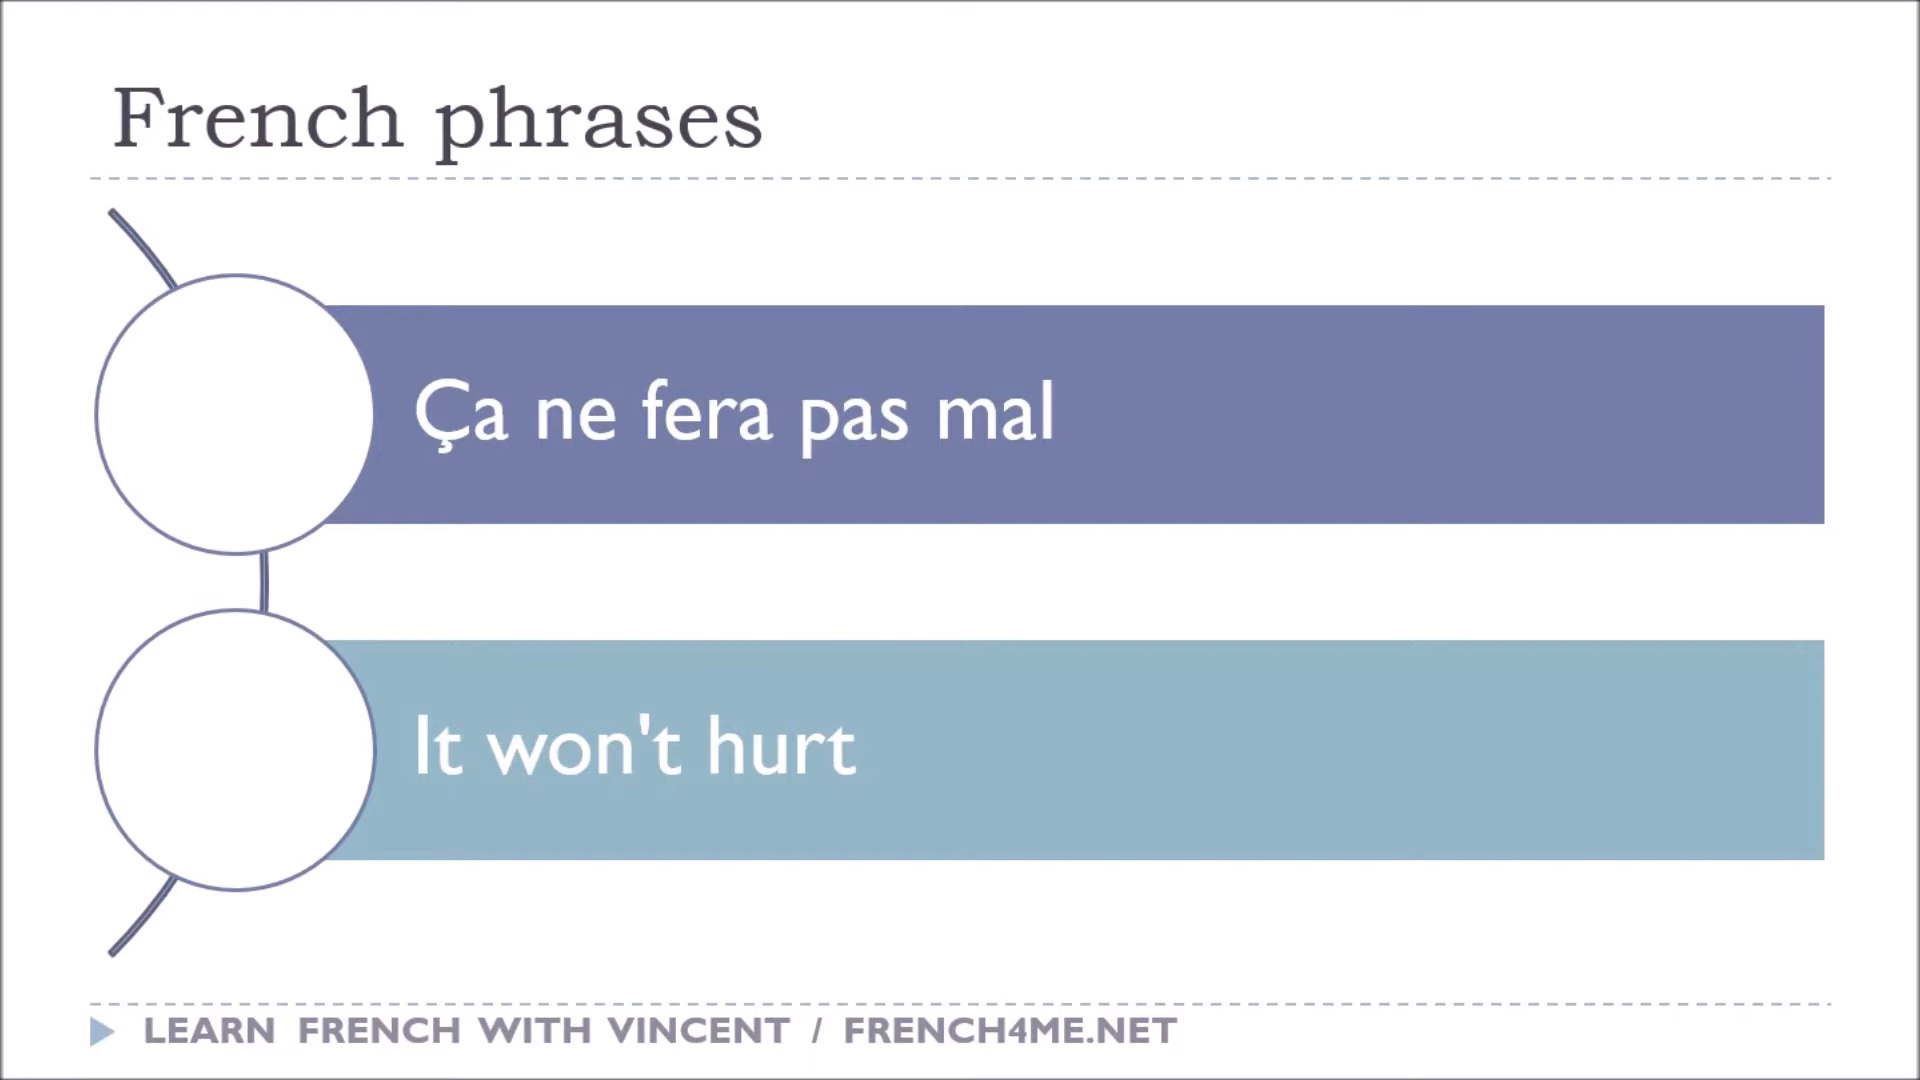 French phrases
Ça ne fera pas mal
It won't hurt
LEARN FRENCH WITH VINCENT / FRENCH4ME.NET